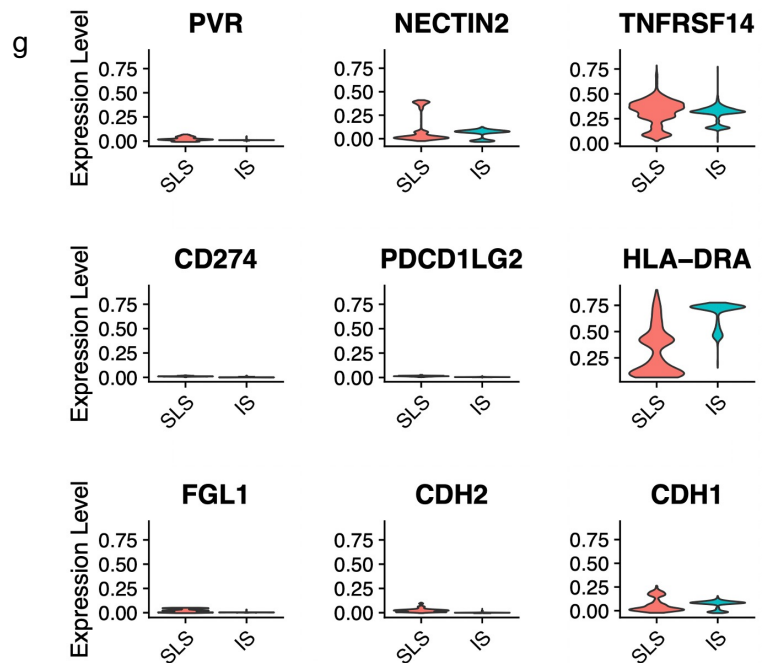 g
PVR NECTIN2 TNFRSF14
Expression Level
0.75 0.75 0.75
0.50 0.50 0.50
0.25 0.25 0.25
0.00 0.00 0.00
SLS IS SLS IS SLS IS
CD274 PDCD1LG2 HLA–DRA
Expression Level
0.75 0.75 0.75
0.50 0.50 0.50
0.25 0.25 0.25
0.00 0.00
SLS IS SLS IS SLS IS
FGL1 CDH2 CDH1
Expression Level
0.75 0.75 0.75
0.50 0.50 0.50
0.25 0.25 0.25
0.00 0.00 0.00
SLS IS SLS IS SLS IS